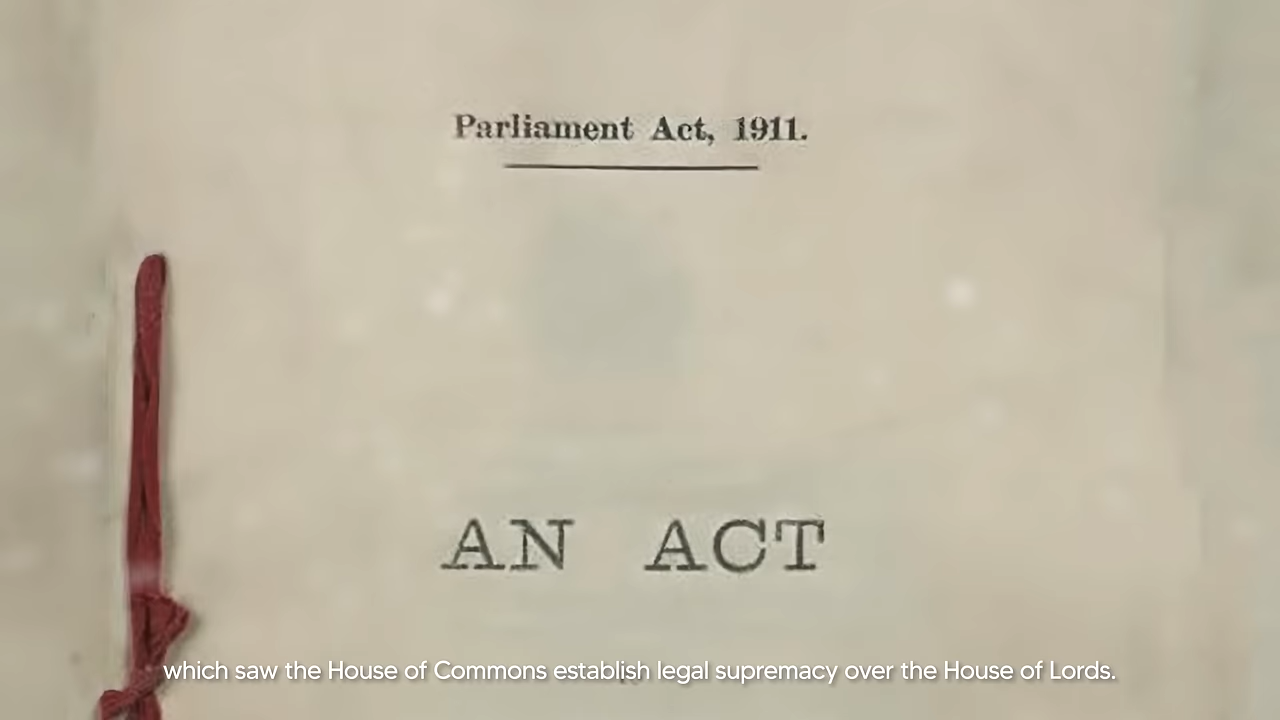 Parliament Act, 1911.
AN ACT
which saw the House of Commons establish legal supremacy over the House of Lords.